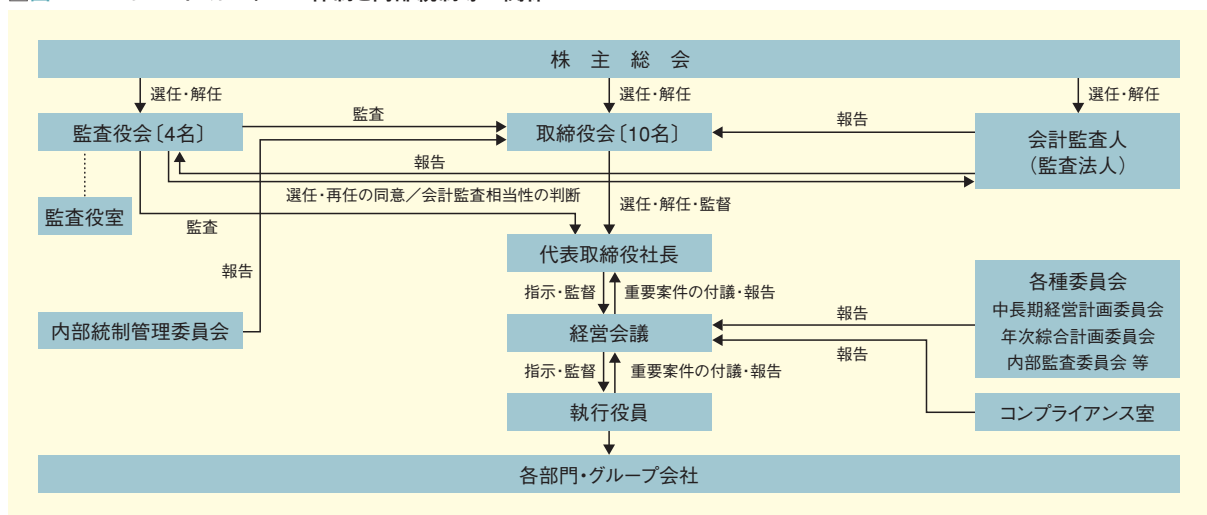 株 主 総 会
選任・解任
選任・解任
選任・解任
監査役会〔4名〕
監査
取締役会〔10名〕
報告
会計監査人
（監査法人）
報告
選任・再任の同意／会計監査相当性の判断
監査役室
監査
選任・解任・監督
代表取締役社長
報告
指示・監督
重要案件の付議・報告
各種委員会
中長期経営計画委員会
年次綜合計画委員会
内部監査委員会 等
内部統制管理委員会
経営会議
報告
報告
指示・監督
重要案件の付議・報告
執行役員
コンプライアンス室
各部門・グループ会社